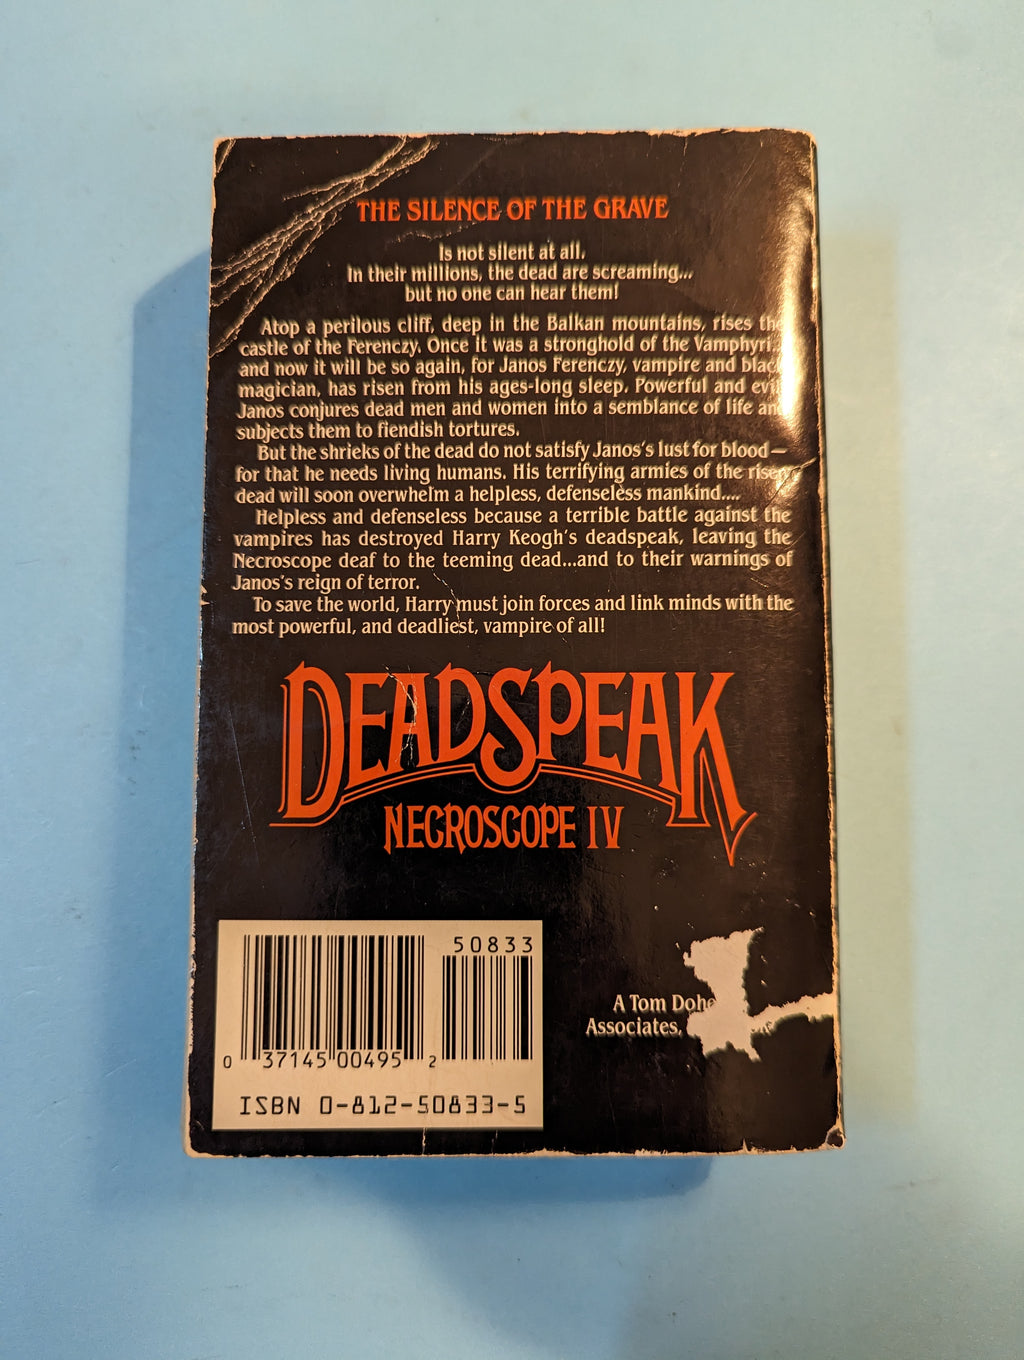 THE SILENCE OF THE GRAVE
Is not silent at all.
In their millions, the dead are screaming...
but no one can hear them!
Atop a perilous cliff, deep in the Balkan mountains, rises the
castle of the Ferenczy. Once it was a stronghold of the Vamphyri...
and now it will be so again, for Janos Ferenczy, vampire and black
magician, has risen from his ages-long sleep. Powerful and evil,
Janos conjures dead men and women into a semblance of life and
subjects them to fiendish tortures.
But the shrieks of the dead do not satisfy Janos's lust for blood—
for that he needs living humans. His terrifying armies of the risen
dead will soon overwhelm a helpless, defenseless mankind....
Helpless and defenseless because a terrible battle against the
vampires has destroyed Harry Keogh's deadspeak, leaving the
Necroscope deaf to the teeming dead...and to their warnings of
Janos's reign of terror.
To save the world, Harry must join forces and link minds with the
most powerful, and deadliest, vampire of all!
DEADSPEAK
NECROSCOPE IV
50833
0 37145 00495 2
ISBN 0-812-50833-5
A Tom Dohe
Associates,